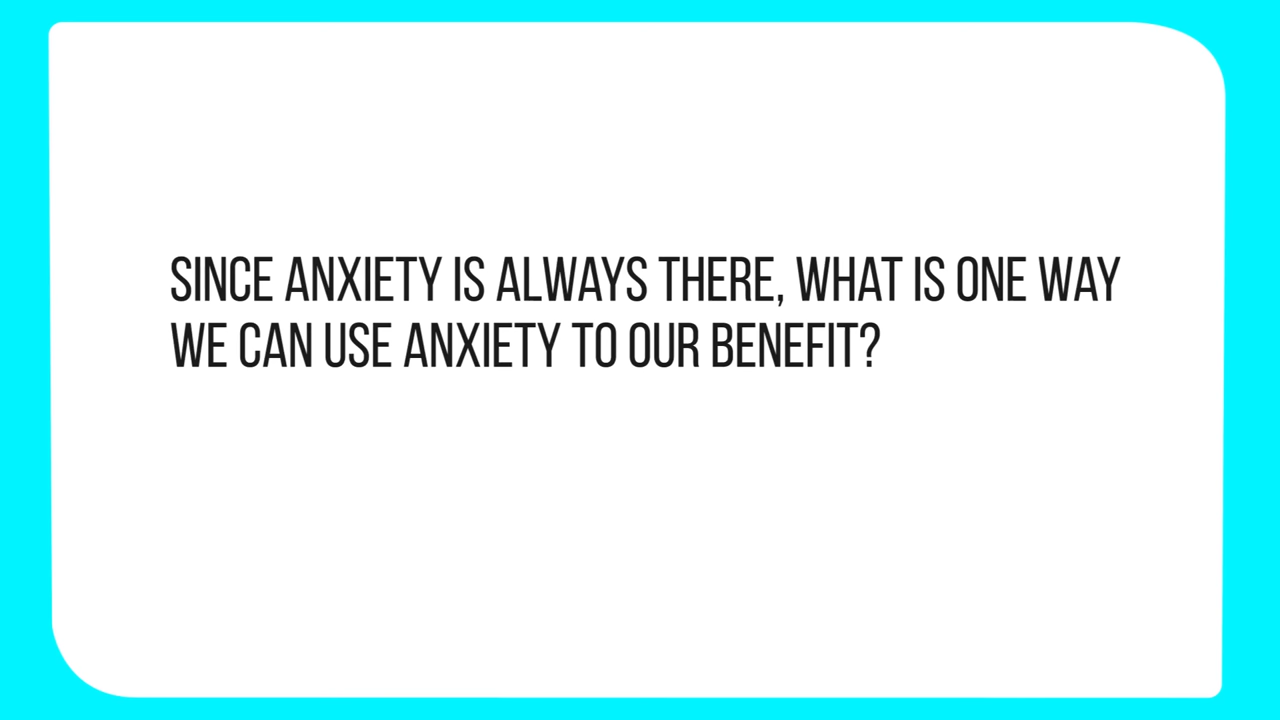 SINCE ANXIETY IS ALWAYS THERE, WHAT IS ONE WAY
WE CAN USE ANXIETY TO OUR BENEFIT?